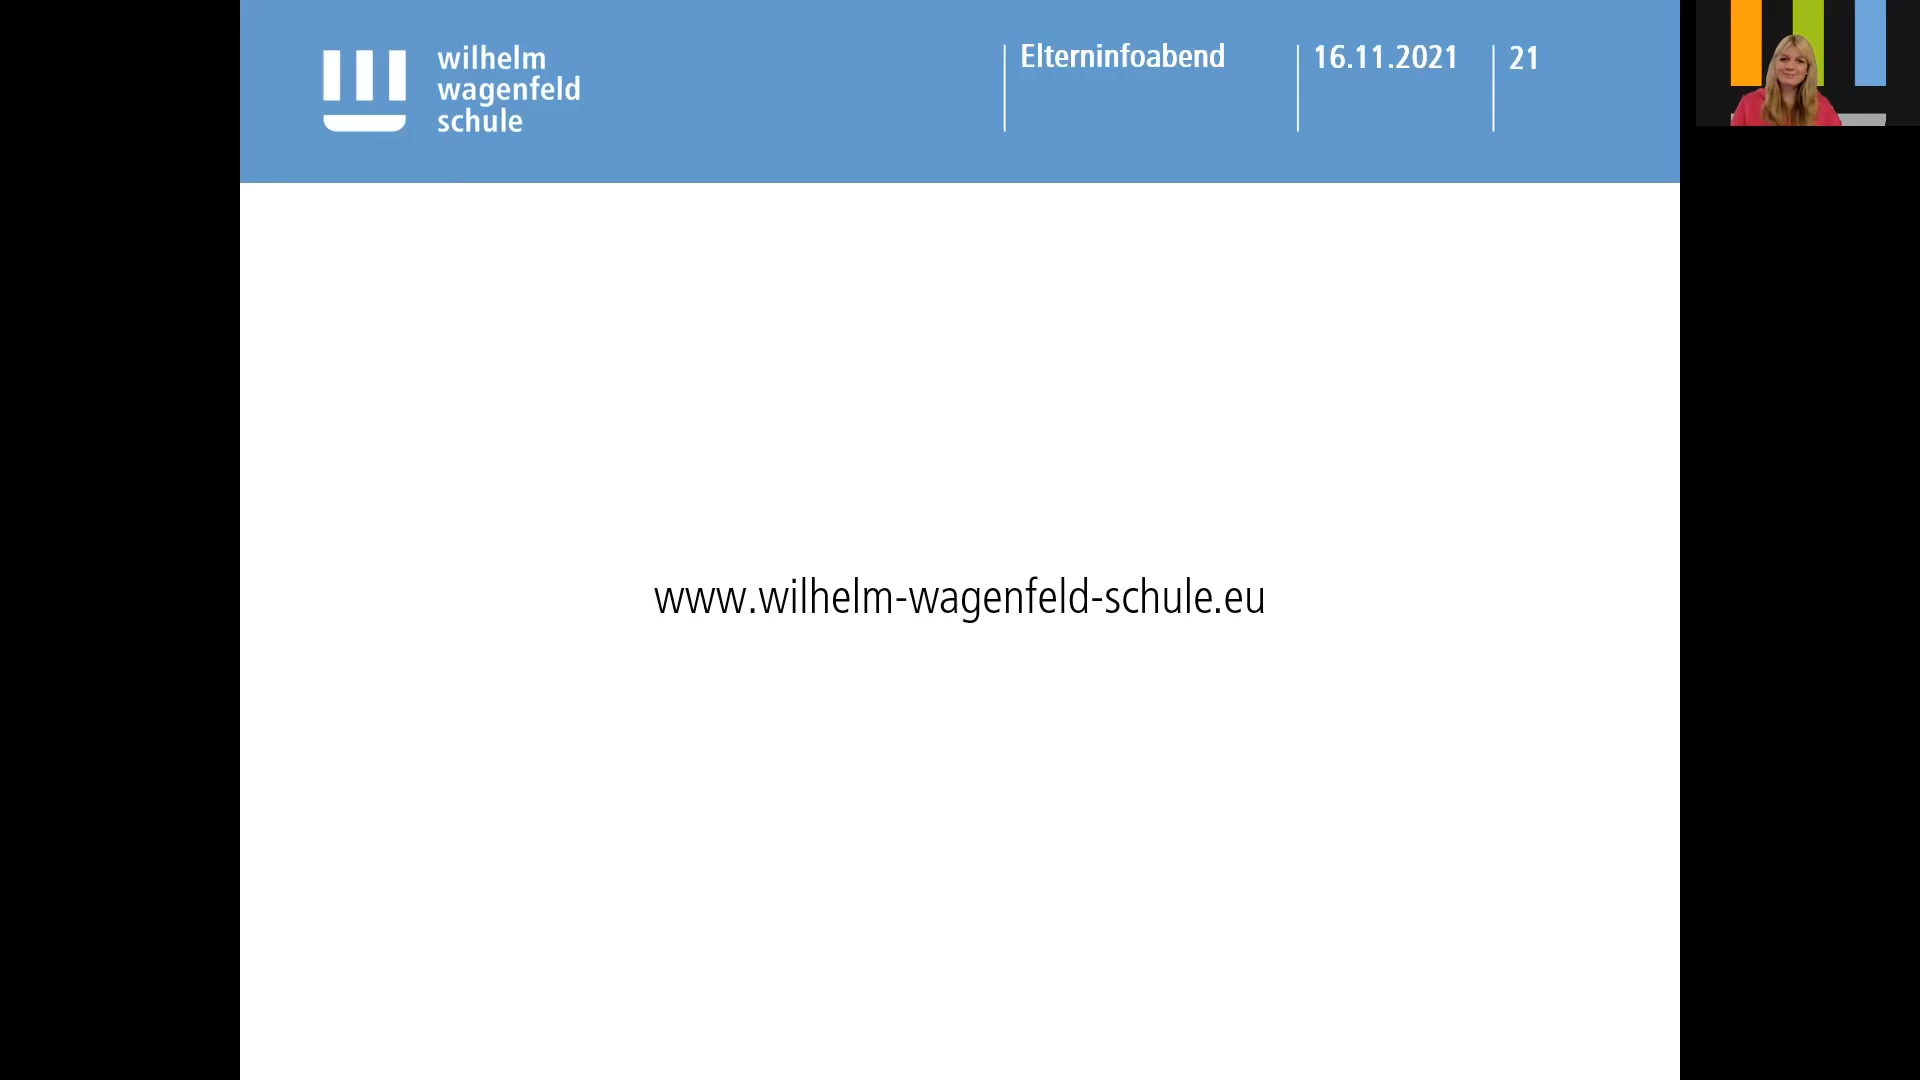 wilhelm
wagenfeld
schule
Elterninfoabend
16.11.2021
21
www.wilhelm-wagenfeld-schule.eu